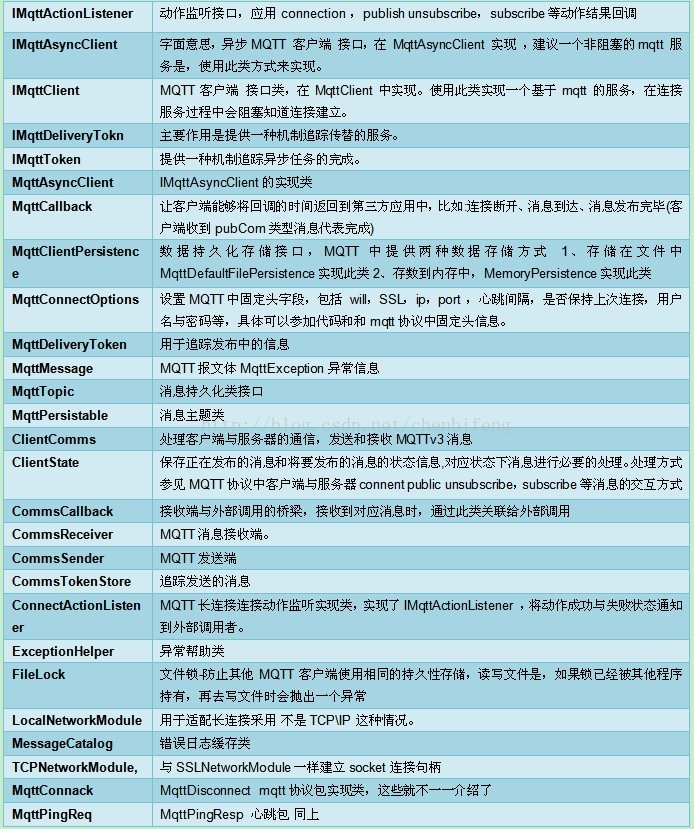 IMqttActionListener 动作监听接口，应用 connection ，publish unsubscribe，subscribe 等动作结果回调
IMqttAsyncClient 字面意思，异步 MQTT 客户端 接口，在 MqttAsyncClient 实现 ，建议一个非阻塞的 mqtt 服
务是，使用此类方式来实现。
IMqttClient MQTT 客户端 接口类，在 MqttClient 中实现。使用此类实现一个基于 mqtt 的服务，在连接
服务过程中会阻塞知道连接建立。
IMqttDeliveryTokn 主要作用是提供一种机制追踪传替的服务。
IMqttToken 提供一种机制追踪异步任务的完成。
MqttAsyncClient IMqttAsyncClient 的实现类
MqttCallback 让客户端能够将回调的时间返回到第三方应用中，比如:连接断开、消息到达、消息发布完毕(客
户端收到 pubCom 类型消息代表完成)
MqttClientPersistenc 数据持久化存储接口，MQTT 中提供两种数据存储方式 1、存储在文件中
e MqttDefaultFilePersistence 实现此类 2、存数到内存中，MemoryPersistence 实现此类
MqttConnectOptions 设置 MQTT 中固定头字段，包括 will，SSL，ip，port ，心跳间隔，是否保持上次连接，用户
名与密码等，具体可以参加代码和和 mqtt 协议中固定头信息。
MqttDeliveryToken 用于追踪发布中的信息
MqttMessage MQTT 报文体 MqttException 异常信息
MqttTopic 消息持久化类接口
MqttPersistable 消息主题类
http://blog.csdn.net/chenbifeng
ClientComms 处理客户端与服务器的通信，发送和接收 MQTTv3 消息
ClientState 保存正在发布的消息和将要发布的消息的状态信息,对应状态下消息进行必要的处理。处理方式
参见 MQTT 协议中客户端与服务器 connent public unsubscribe，subscribe 等消息的交互方式
CommsCallback 接收端与外部调用的桥梁，接收到对应消息时，通过此类关联给外部调用
CommsReceiver MQTT 消息接收端。
CommsSender MQTT 发送端
CommsTokenStore 追踪发送的消息
ConnectActionListen MQTT 长连接连接动作监听实现类，实现了 IMqttActionListener ，将动作成功与失败状态通知
er 到外部调用者。
ExceptionHelper 异常帮助类
FileLock 文件锁-防止其他 MQTT 客户端使用相同的持久性存储，读写文件是，如果锁已经被其他程序
持有，再去写文件时会抛出一个异常
LocalNetworkModule 用于适配长连接采用 不是 TCP\IP 这种情况。
MessageCatalog 错误日志缓存类
TCPNetworkModule, 与 SSLNetworkModule 一样建立 socket 连接句柄
MqttConnack MqttDisconnect mqtt 协议包实现类，这些就不一一介绍了
MqttPingReq MqttPingResp 心跳包 同上